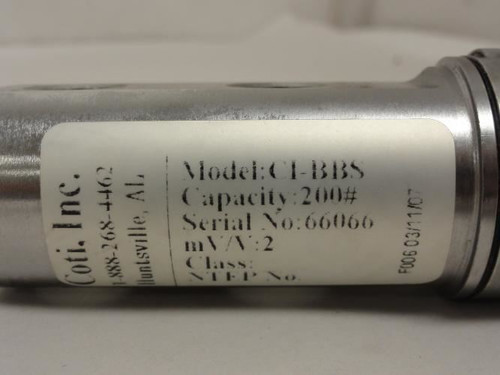 Coti, Inc.
1-888-268-4462
Huntsville, AL
Model:CI-BBS
Capacity:200#
Serial No:66066
mV/V:2
Class:
NTEP No.
F006 03/11/07